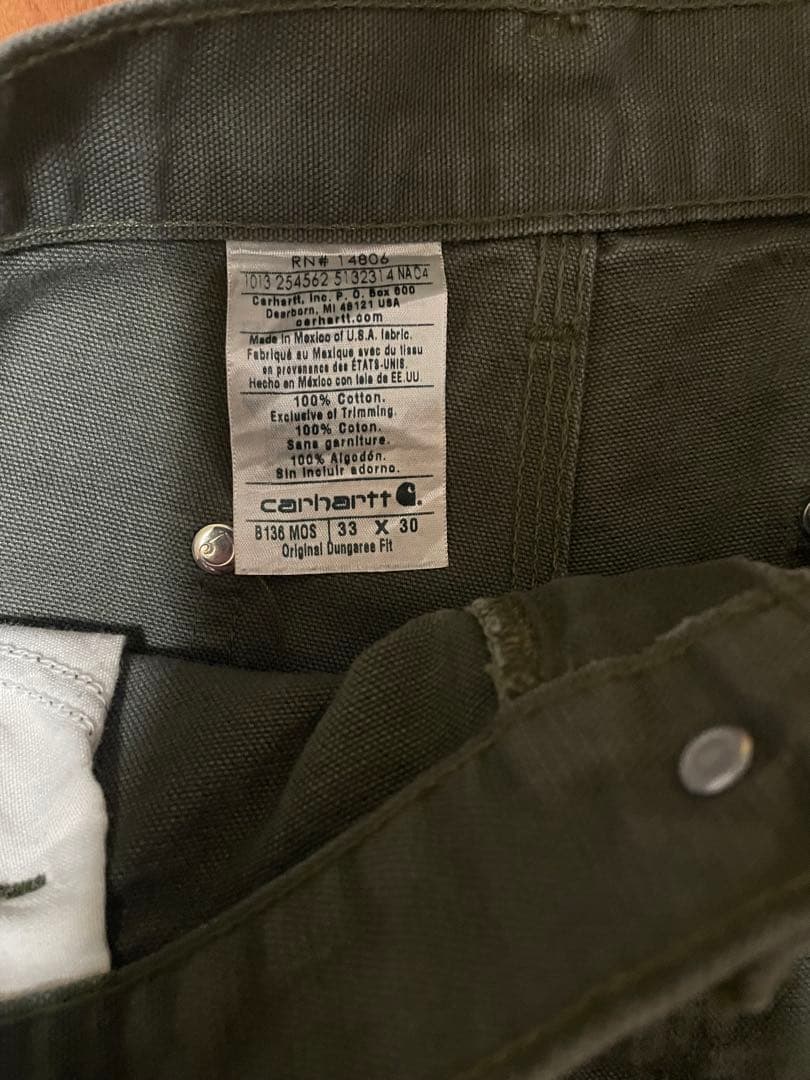 RN# 14806
1013 254562 5132314 NA C4
Carhartt, Inc. P. O. Box 600
Dearborn, MI 48121 USA
carhartt.com
Made in Mexico of U.S.A. fabric.
Fabriqué au Mexique avec du tissu
en provenance des ÉTATS-UNIS.
Hecho en México con tela de EE.UU.
100% Cotton.
Exclusive of Trimming.
100% Coton.
Sans garniture.
100% Algodón.
Sin incluir adorno.
carhartt
B136 MOS 33 X 30
Original Dungaree Fit